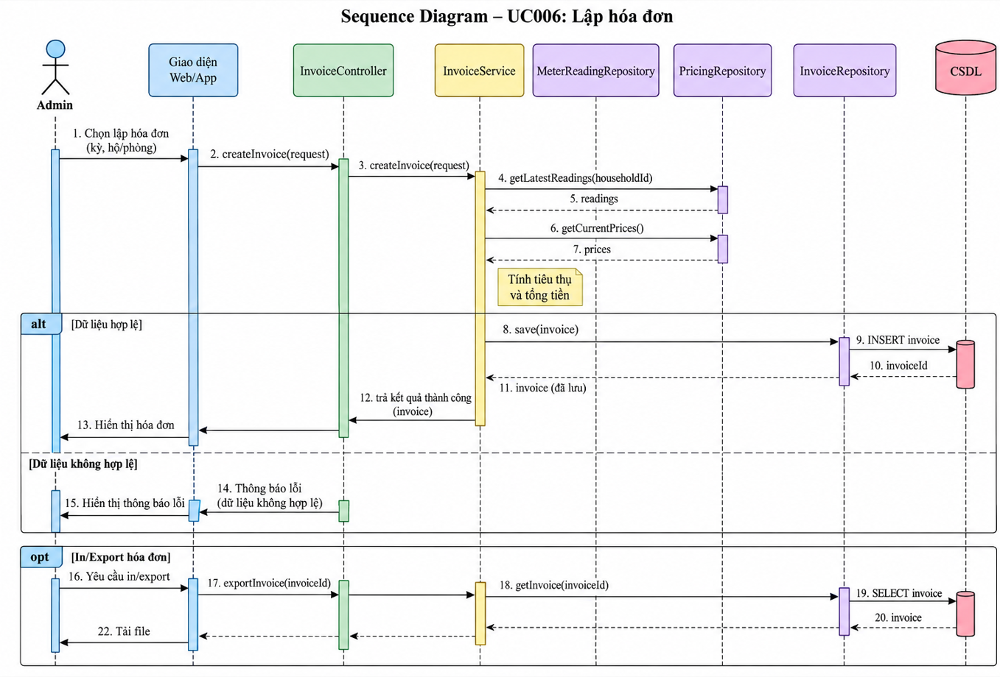 Sequence Diagram – UC006: Lập hóa đơn
Admin
Giao diện
Web/App
InvoiceController
InvoiceService
MeterReadingRepository
PricingRepository
InvoiceRepository
CSDL
1. Chọn lập hóa đơn
(kỳ, hộ/phòng)
2. createInvoice(request)
3. createInvoice(request)
4. getLatestReadings(householdId)
5. readings
6. getCurrentPrices()
7. prices
Tính tiêu thụ
và tổng tiền
alt
[Dữ liệu hợp lệ]
8. save(invoice)
9. INSERT invoice
10. invoiceId
11. invoice (đã lưu)
12. trả kết quả thành công
(invoice)
13. Hiển thị hóa đơn
[Dữ liệu không hợp lệ]
14. Thông báo lỗi
(dữ liệu không hợp lệ)
15. Hiển thị thông báo lỗi
opt
[In/Export hóa đơn]
16. Yêu cầu in/export
17. exportInvoice(invoiceId)
18. getInvoice(invoiceId)
19. SELECT invoice
20. invoice
22. Tải file